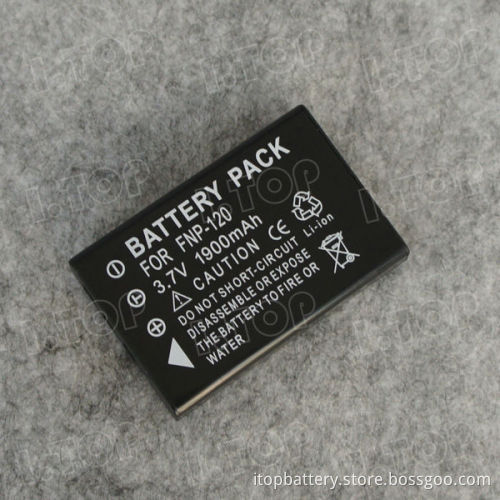 BATTERY PACK
FOR FNP-120
3.7V 1900mAh
CAUTION CE
Li-ion
DO NOT SHORT-CIRCUIT
DISASSEMBLE OR EXPOSE
THE BATTERY TO FIRE OR
WATER
itopbattery.store.bossgoo.com